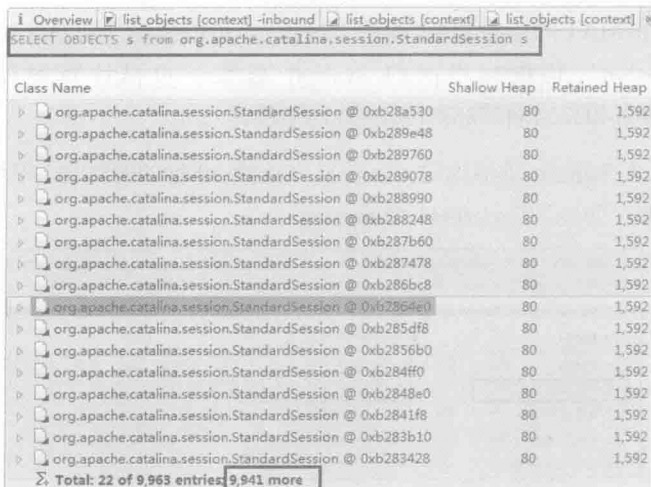 i Overview list_objects [context] -inbound list_objects [context] list_objects [context]
SELECT OBJECTS s from org.apache.catalina.session.StandardSession s
Class Name Shallow Heap Retained Heap
org.apache.catalina.session.StandardSession @ 0xb28a530 80 1,592
org.apache.catalina.session.StandardSession @ 0xb289e48 80 1,592
org.apache.catalina.session.StandardSession @ 0xb289760 80 1,592
org.apache.catalina.session.StandardSession @ 0xb289078 80 1,592
org.apache.catalina.session.StandardSession @ 0xb288990 80 1,592
org.apache.catalina.session.StandardSession @ 0xb288248 80 1,592
org.apache.catalina.session.StandardSession @ 0xb287b60 80 1,592
org.apache.catalina.session.StandardSession @ 0xb287478 80 1,592
org.apache.catalina.session.StandardSession @ 0xb286bc8 80 1,592
org.apache.catalina.session.StandardSession @ 0xb2864e0 80 1,592
org.apache.catalina.session.StandardSession @ 0xb285df8 80 1,592
org.apache.catalina.session.StandardSession @ 0xb2856b0 80 1,592
org.apache.catalina.session.StandardSession @ 0xb284ff0 80 1,592
org.apache.catalina.session.StandardSession @ 0xb2848e0 80 1,592
org.apache.catalina.session.StandardSession @ 0xb2841f8 80 1,592
org.apache.catalina.session.StandardSession @ 0xb283b10 80 1,592
org.apache.catalina.session.StandardSession @ 0xb283428 80 1,592
Σ Total: 22 of 9,963 entries; 9,941 more